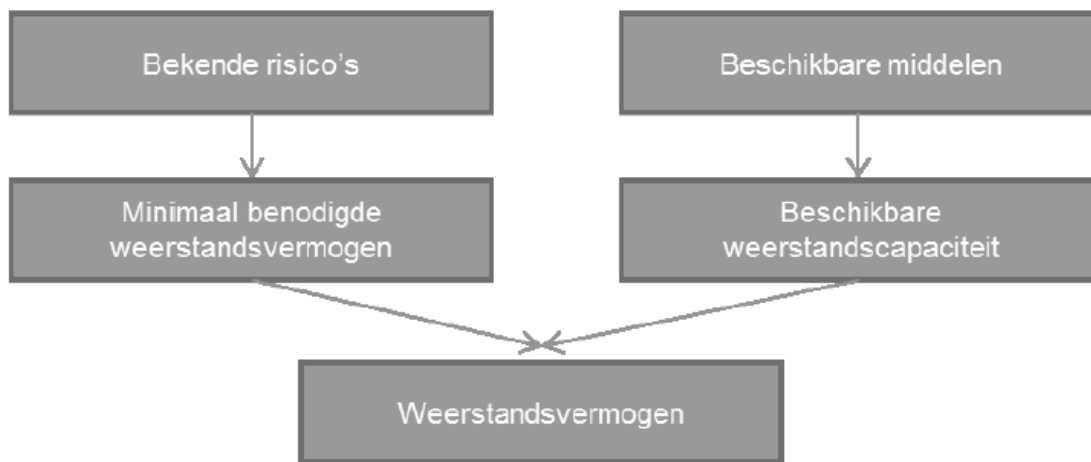 Bekende risico's
Beschikbare middelen
Minimaal benodigde
weerstandsvermogen
Beschikbare
weerstandscapaciteit
Weerstandsvermogen